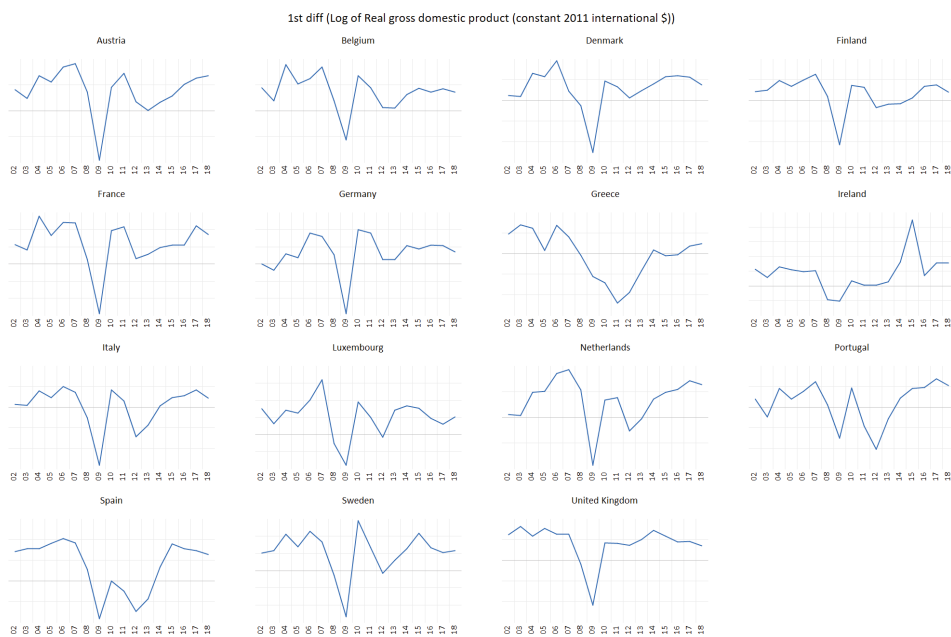 1st diff (Log of Real gross domestic product (constant 2011 international $))
Austria Belgium Denmark Finland
02 03 04 05 06 07 08 09 10 11 12 13 14 15 16 17 18 02 03 04 05 06 07 08 09 10 11 12 13 14 15 16 17 18 02 03 04 05 06 07 08 09 10 11 12 13 14 15 16 17 18 02 03 04 05 06 07 08 09 10 11 12 13 14 15 16 17 18
France Germany Greece Ireland
02 03 04 05 06 07 08 09 10 11 12 13 14 15 16 17 18 02 03 04 05 06 07 08 09 10 11 12 13 14 15 16 17 18 02 03 04 05 06 07 08 09 10 11 12 13 14 15 16 17 18 02 03 04 05 06 07 08 09 10 11 12 13 14 15 16 17 18
Italy Luxembourg Netherlands Portugal
02 03 04 05 06 07 08 09 10 11 12 13 14 15 16 17 18 02 03 04 05 06 07 08 09 10 11 12 13 14 15 16 17 18 02 03 04 05 06 07 08 09 10 11 12 13 14 15 16 17 18 02 03 04 05 06 07 08 09 10 11 12 13 14 15 16 17 18
Spain Sweden United Kingdom
02 03 04 05 06 07 08 09 10 11 12 13 14 15 16 17 18 02 03 04 05 06 07 08 09 10 11 12 13 14 15 16 17 18 02 03 04 05 06 07 08 09 10 11 12 13 14 15 16 17 18